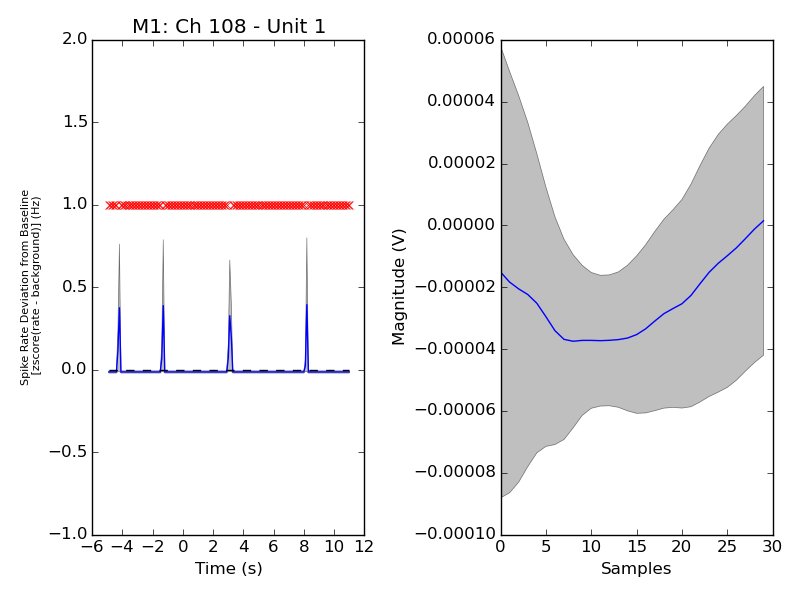 M1: Ch 108 - Unit 1
2.0
1.5
1.0
0.5
0.0
−0.5
−1.0
−6 −4 −2 0 2 4 6 8 10 12
Time (s)
Spike Rate Deviation from Baseline
[zscore(rate - background)] (Hz)
0.00006
0.00004
0.00002
0.00000
−0.00002
−0.00004
−0.00006
−0.00008
−0.00010
0 5 10 15 20 25 30
Samples
Magnitude (V)